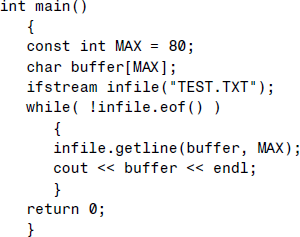 int main()
   {
   const int MAX = 80;
   char buffer[MAX];
   ifstream infile("TEST.TXT");
   while( !infile.eof() )
      {
      infile.getline(buffer, MAX);
      cout << buffer << endl;
      }
   return 0;
   }